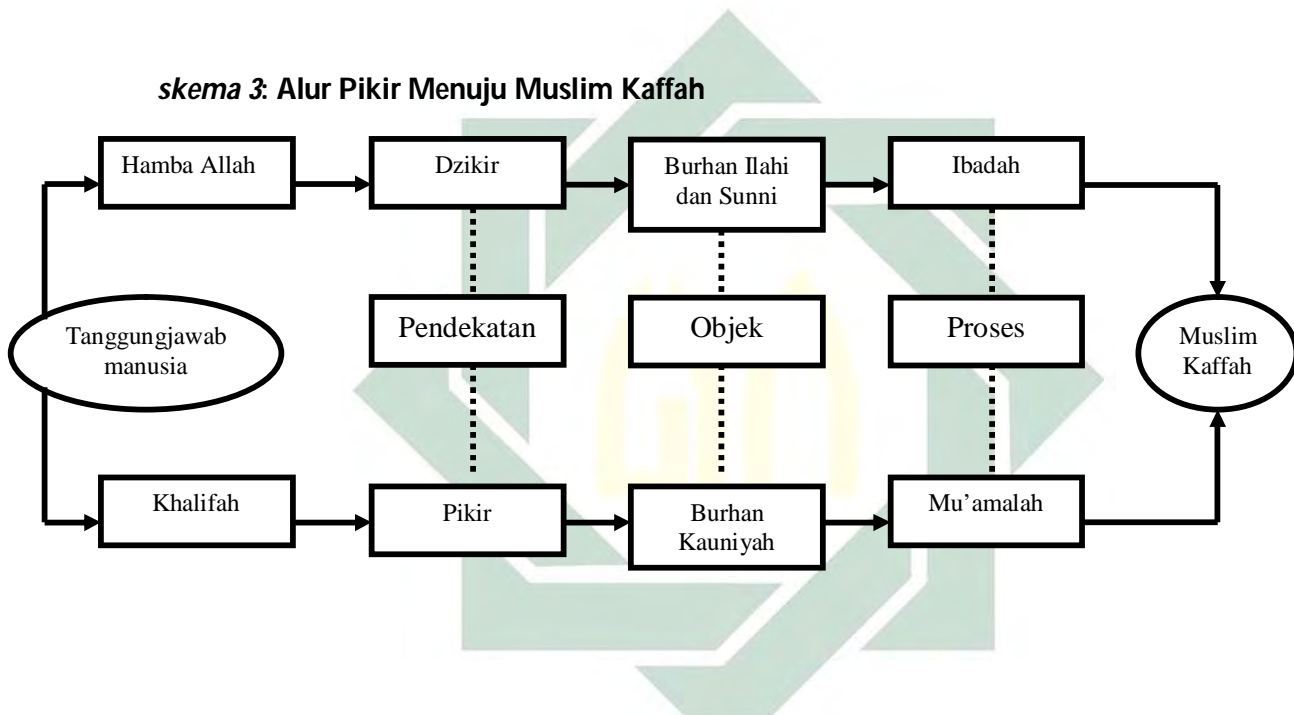 skema 3: Alur Pikir Menuju Muslim Kaffah
Hamba Allah
Dzikir
Burhan Ilahi
dan Sunni
Ibadah
Tanggungjawab
manusia
Pendekatan
Objek
Proses
Muslim
Kaffah
Khalifah
Pikir
Burhan
Kauniyah
Mu’amalah